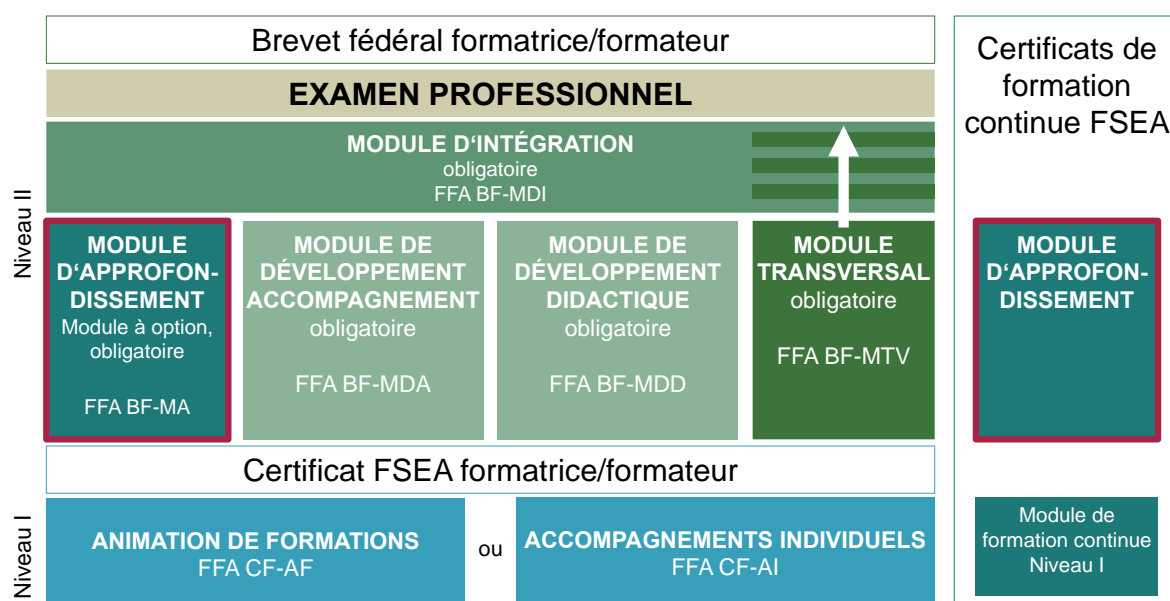 Brevet fédéral formatrice/formateur
EXAMEN PROFESSIONNEL
MODULE D‘INTÉGRATION
obligatoire
FFA BF-MDI
Niveau II
MODULE
D‘APPROFON-
DISSEMENT
Module à option,
obligatoire
FFA BF-MA
MODULE DE
DÉVELOPPEMENT
ACCOMPAGNEMENT
obligatoire
FFA BF-MDA
MODULE DE
DÉVELOPPEMENT
DIDACTIQUE
obligatoire
FFA BF-MDD
MODULE
TRANSVERSAL
obligatoire
FFA BF-MTV
Certificat FSEA formatrice/formateur
Niveau I
ANIMATION DE FORMATIONS
FFA CF-AF
ou
ACCOMPAGNEMENTS INDIVIDUELS
FFA CF-AI
Certificats de
formation
continue FSEA
MODULE
D‘APPROFON-
DISSEMENT
Module de
formation continue
Niveau I